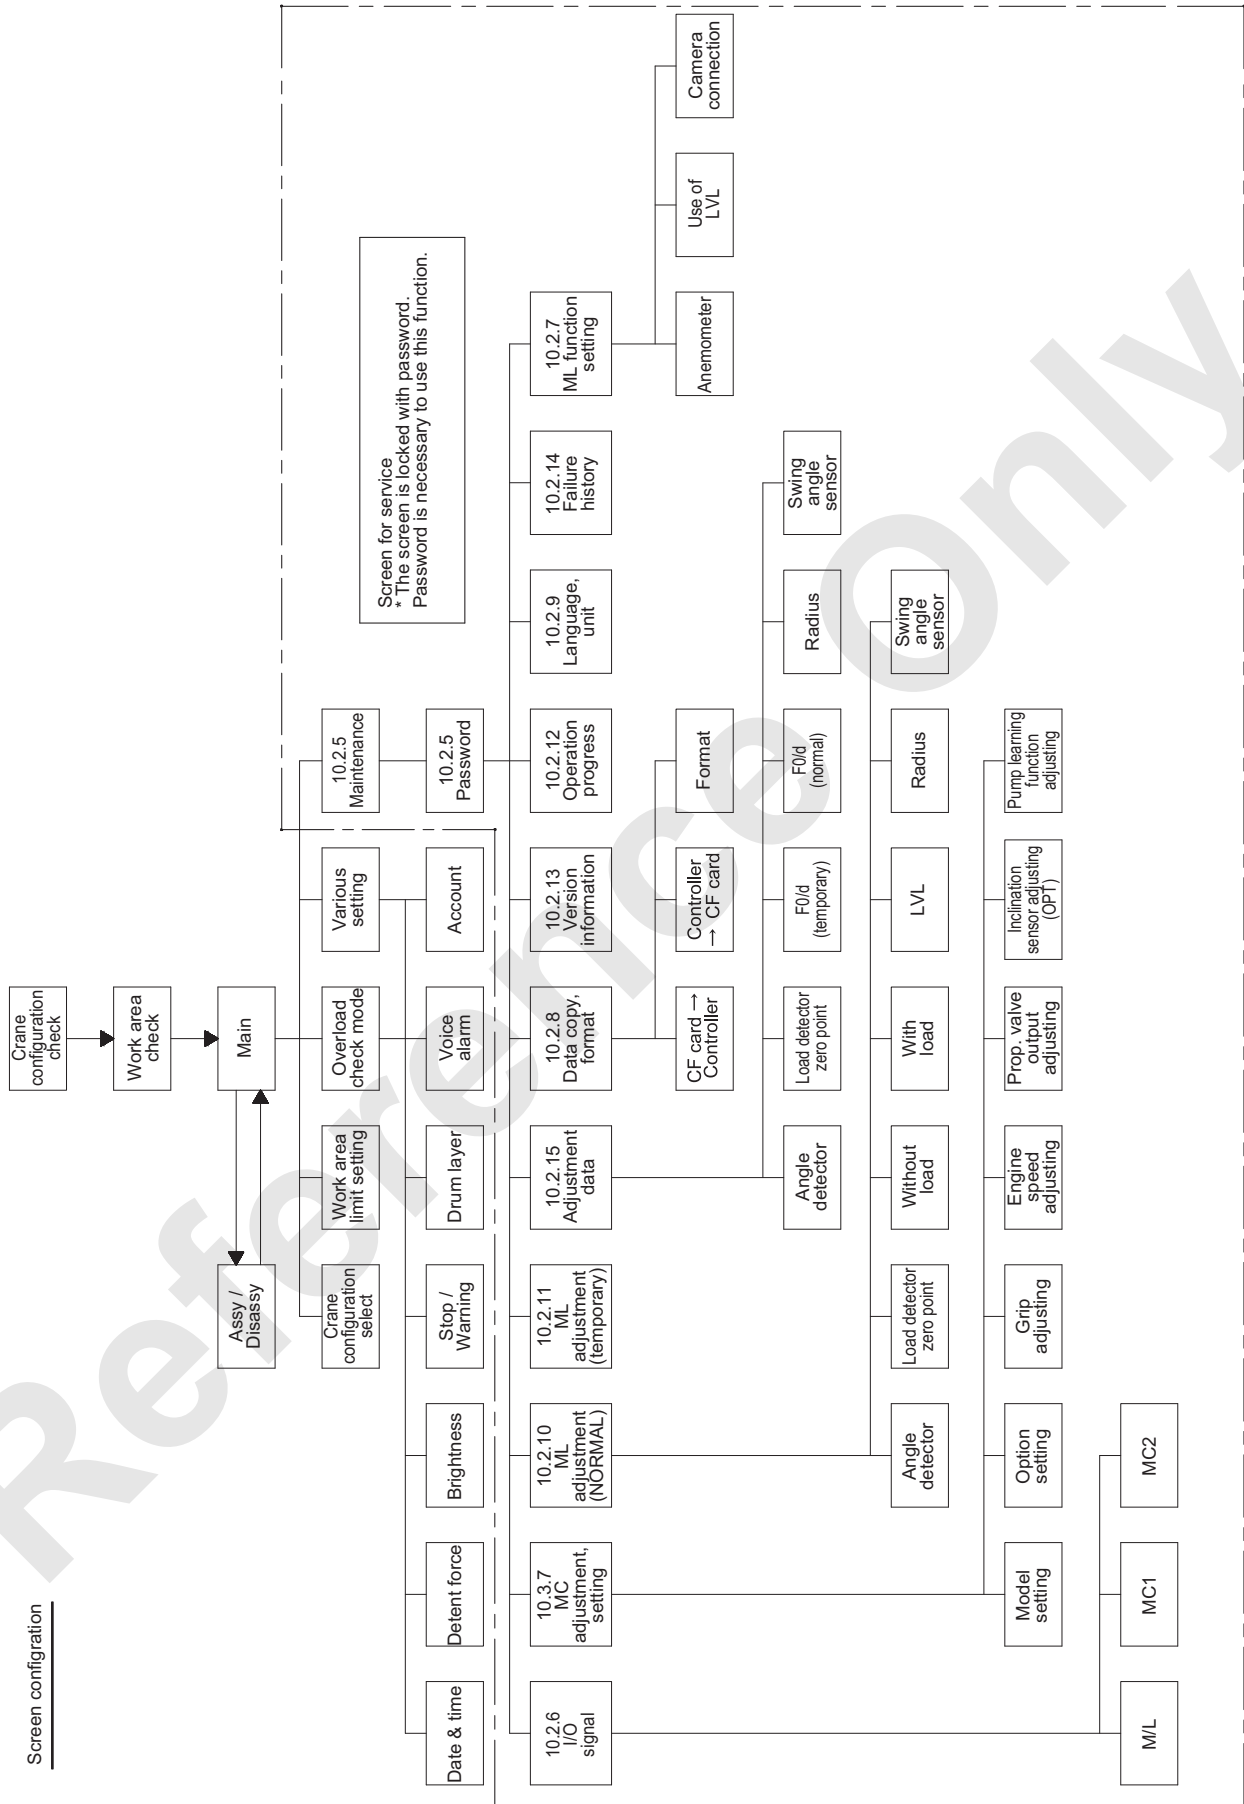 Screen configration
Crane
configuration
check
Work area
check
Main
Assy /
Disassy
Crane
configuration
select
Work area
limit setting
Overload
check mode
Various
setting
10.2.5
Maintenance
Screen for service
* The screen is locked with password.
Password is necessary to use this function.
Date & time
Detent force
Brightness
Stop /
Warning
Drum layer
Voice
alarm
Account
10.2.5
Password
10.2.6
I/O
signal
10.3.7
MC
adjustment,
setting
10.2.10
ML
adjustment
(NORMAL)
10.2.11
ML
adjustment
(temporary)
10.2.15
Adjustment
data
10.2.8
Data copy,
format
10.2.13
Version
information
10.2.12
Operation
progress
10.2.9
Language,
unit
10.2.14
Failure
history
10.2.7
ML function
setting
CF card →
Controller
Controller
→ CF card
Format
Anemometer
Use of
LVL
Camera
connection
Angle
detector
Load detector
zero point
F0/d
(temporary)
F0/d
(normal)
Radius
Swing
angle
sensor
Angle
detector
Load detector
zero point
Without
load
With
load
LVL
Radius
Swing
angle
sensor
Model
setting
Option
setting
Grip
adjusting
Engine
speed
adjusting
Prop. valve
output
adjusting
Inclination
sensor adjusting
(OPT)
Pump learning
function
adjusting
M/L
MC1
MC2
Reference Only